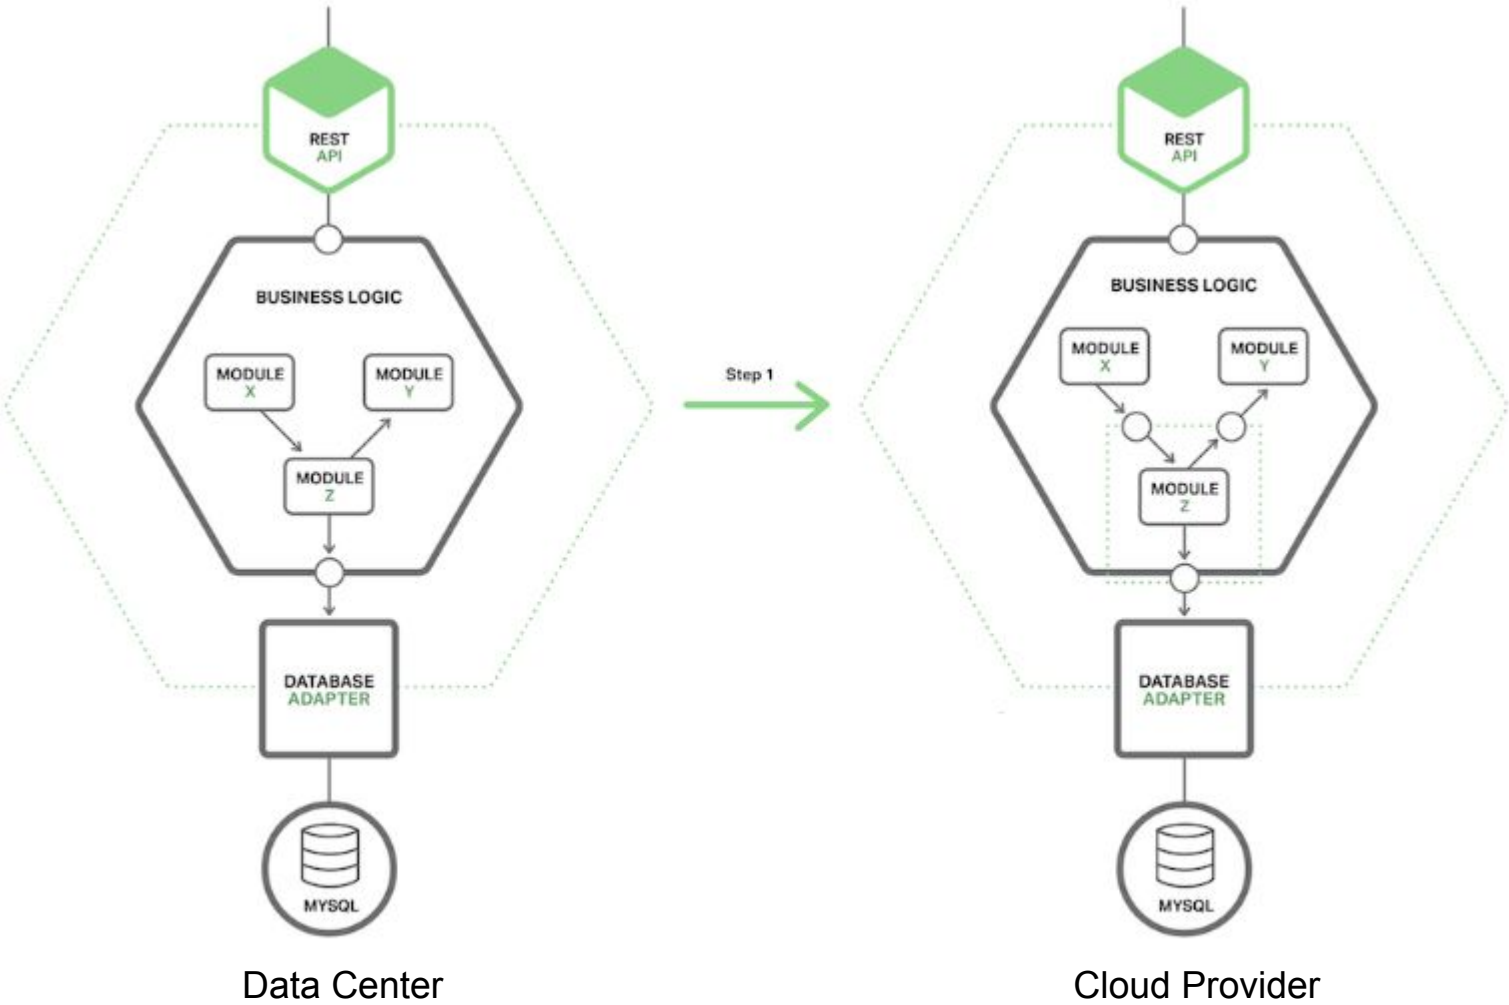 REST
API
BUSINESS LOGIC
MODULE
X
MODULE
Y
MODULE
Z
DATABASE
ADAPTER
MYSQL
Data Center
Step 1
REST
API
BUSINESS LOGIC
MODULE
X
MODULE
Y
MODULE
Z
DATABASE
ADAPTER
MYSQL
Cloud Provider